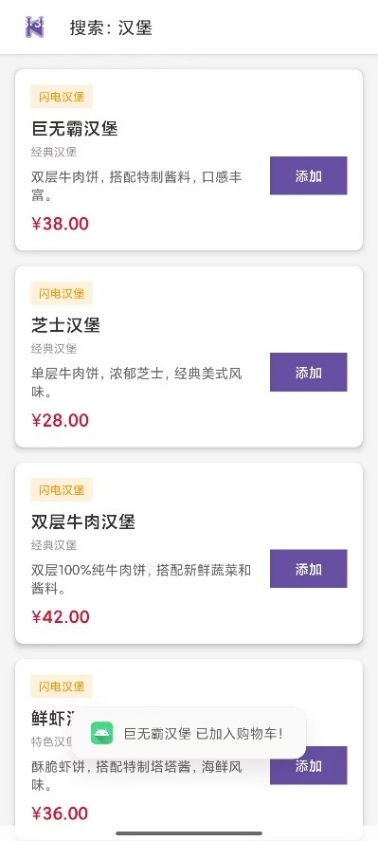 搜索：汉堡
闪电汉堡
巨无霸汉堡
经典汉堡
双层牛肉饼，搭配特制酱料，口感丰
富。
添加
¥38.00
闪电汉堡
芝士汉堡
经典汉堡
单层牛肉饼，浓郁芝士，经典美式风
味。
添加
¥28.00
闪电汉堡
双层牛肉汉堡
经典汉堡
双层100%纯牛肉饼，搭配新鲜蔬菜和
酱料。
添加
¥42.00
闪电汉堡
鲜虾
特色汉
巨无霸汉堡 已加入购物车！
酥脆虾饼，搭配特制塔塔酱，海鲜风
味。
添加
¥36.00